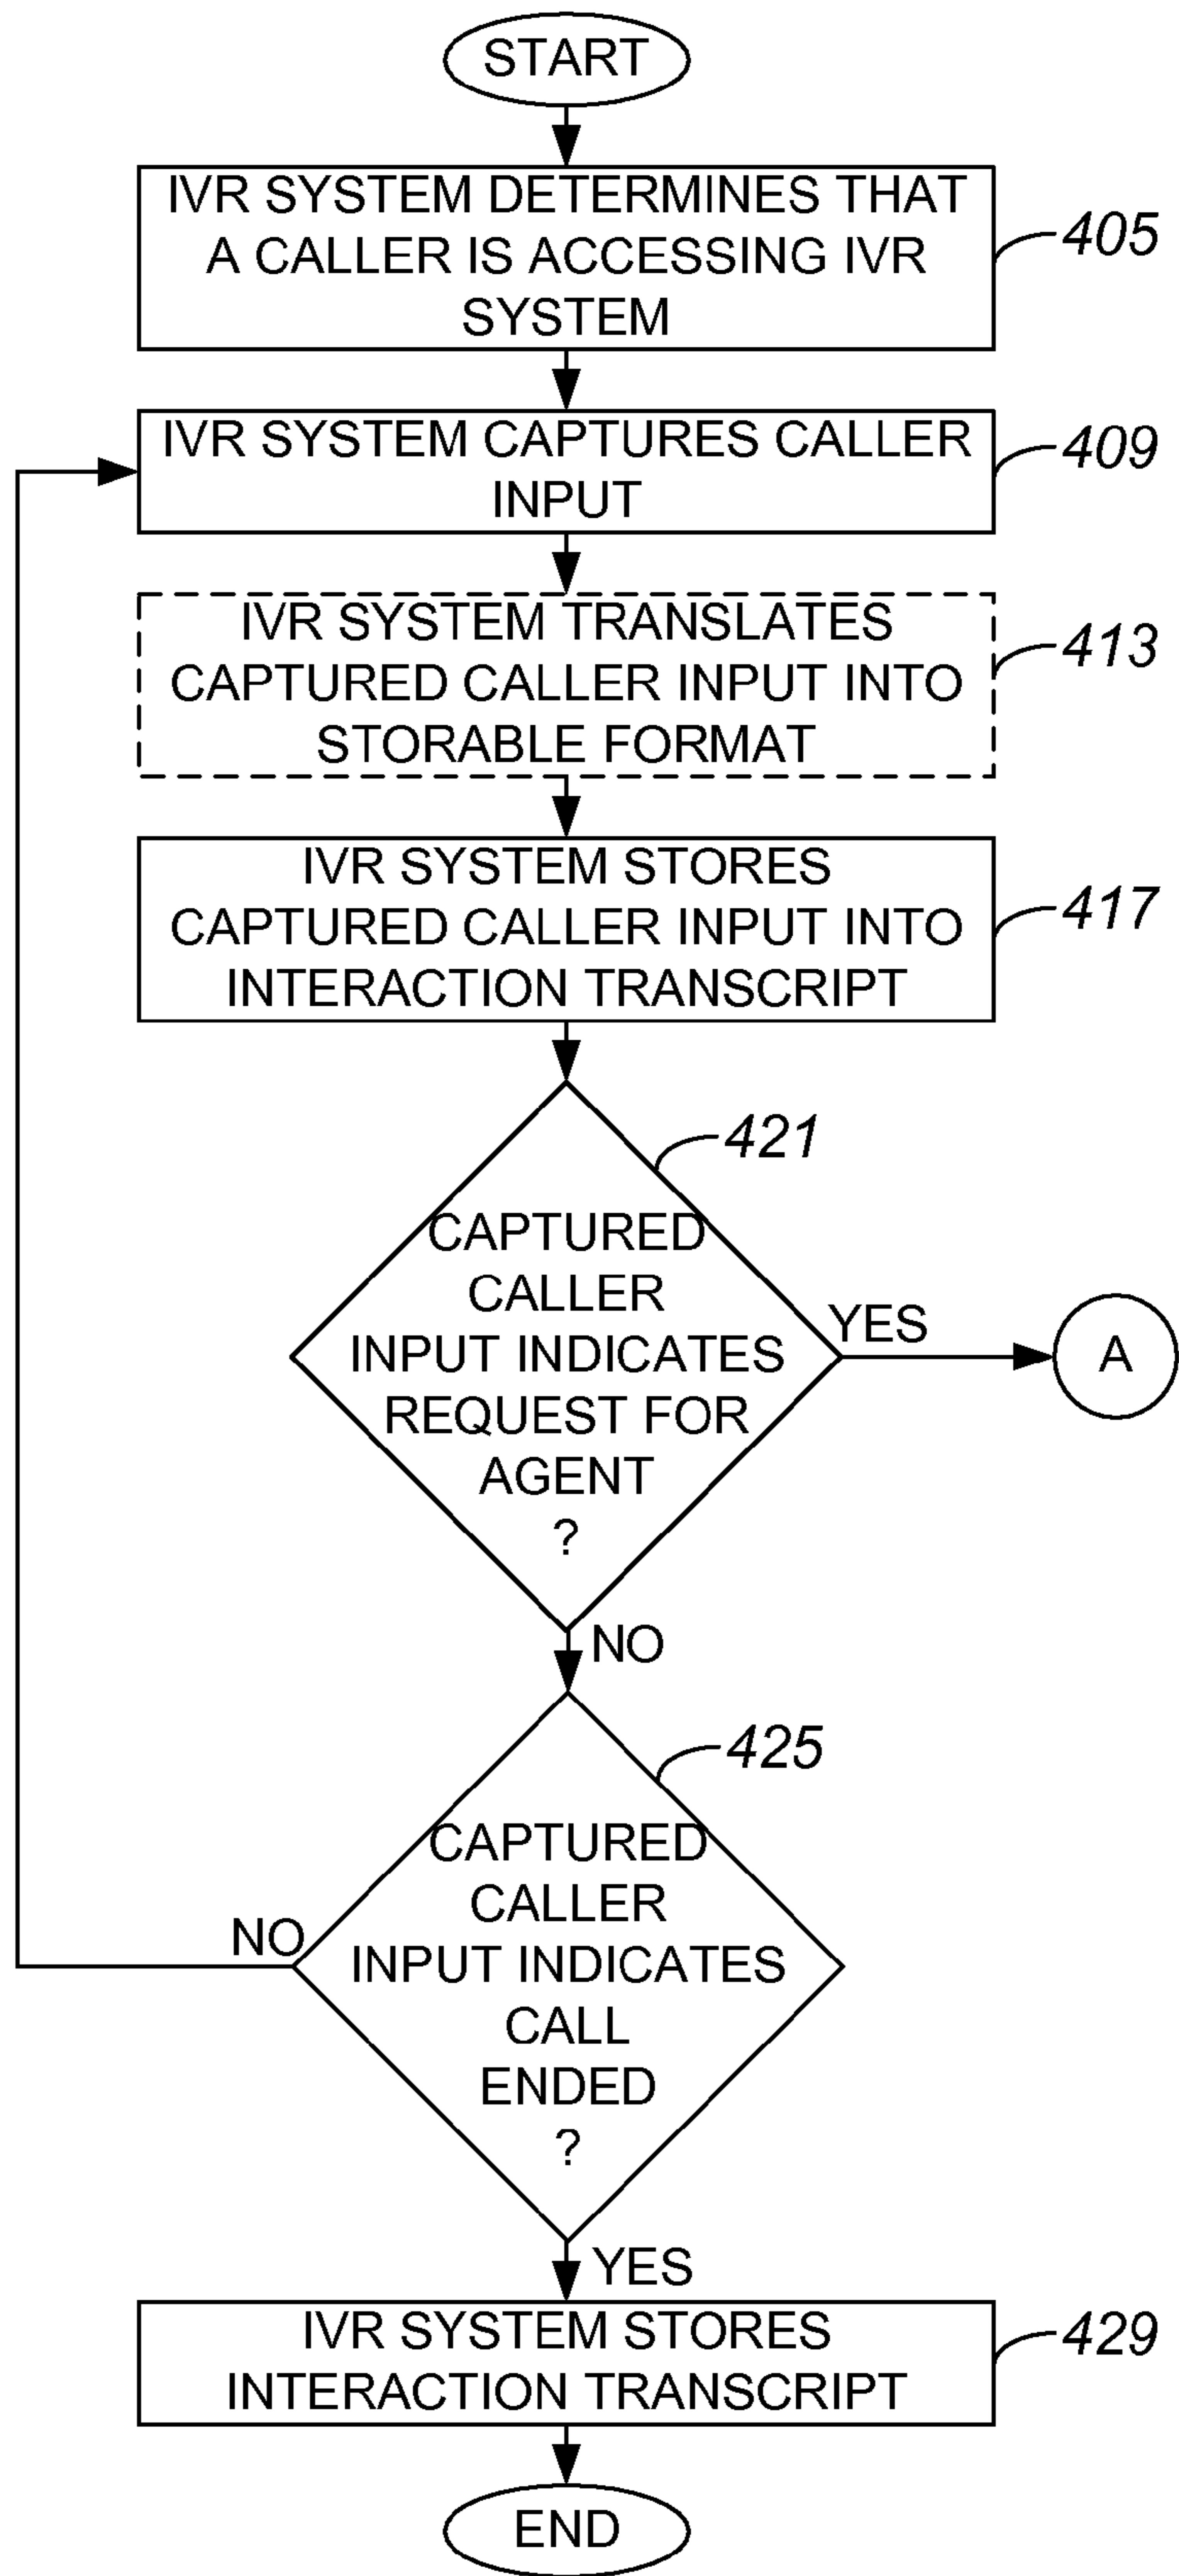 START
IVR SYSTEM DETERMINES THAT
A CALLER IS ACCESSING IVR
SYSTEM
405
IVR SYSTEM CAPTURES CALLER
INPUT
409
IVR SYSTEM TRANSLATES
CAPTURED CALLER INPUT INTO
STORABLE FORMAT
413
IVR SYSTEM STORES
CAPTURED CALLER INPUT INTO
INTERACTION TRANSCRIPT
417
421
CAPTURED
CALLER
INPUT INDICATES
REQUEST FOR
AGENT
?
YES
A
NO
425
CAPTURED
CALLER
INPUT INDICATES
CALL
ENDED
?
NO
YES
IVR SYSTEM STORES
INTERACTION TRANSCRIPT
429
END